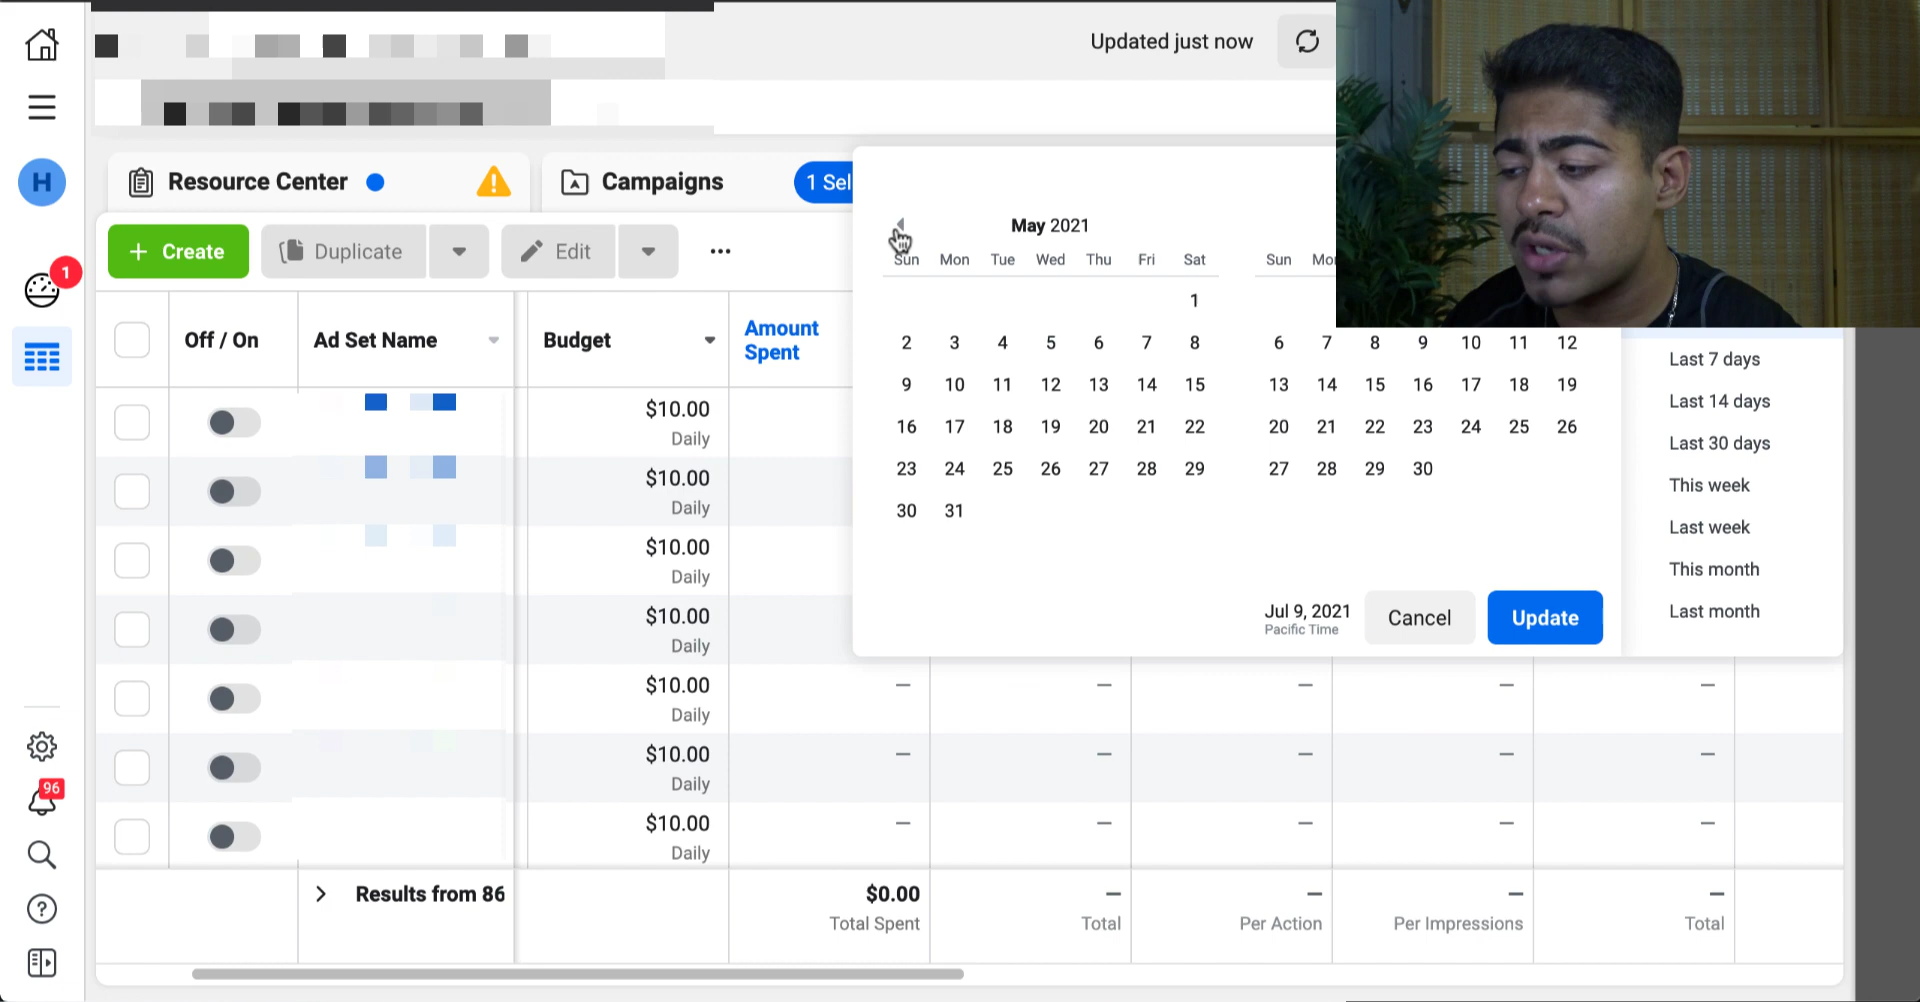 Updated just now
H
Resource Center
Campaigns
1 Sel
+ Create
Duplicate
Edit
...
1
May 2021
Sun Mon Tue Wed Thu Fri Sat
1
2 3 4 5 6 7 8
9 10 11 12 13 14 15
16 17 18 19 20 21 22
23 24 25 26 27 28 29
30 31
Sun Mon
6 7 8 9 10 11 12
13 14 15 16 17 18 19
20 21 22 23 24 25 26
27 28 29 30
Last 7 days
Last 14 days
Last 30 days
This week
Last week
This month
Last month
Jul 9, 2021
Pacific Time
Cancel
Update
Off / On
Ad Set Name
Budget
Amount
Spent
$10.00
Daily
$10.00
Daily
$10.00
Daily
$10.00
Daily
$10.00
Daily
— — — — —
$10.00
Daily
— — — — —
$10.00
Daily
— — — — —
96
Results from 86
$0.00
Total Spent
—
Total
—
Per Action
—
Per Impressions
—
Total